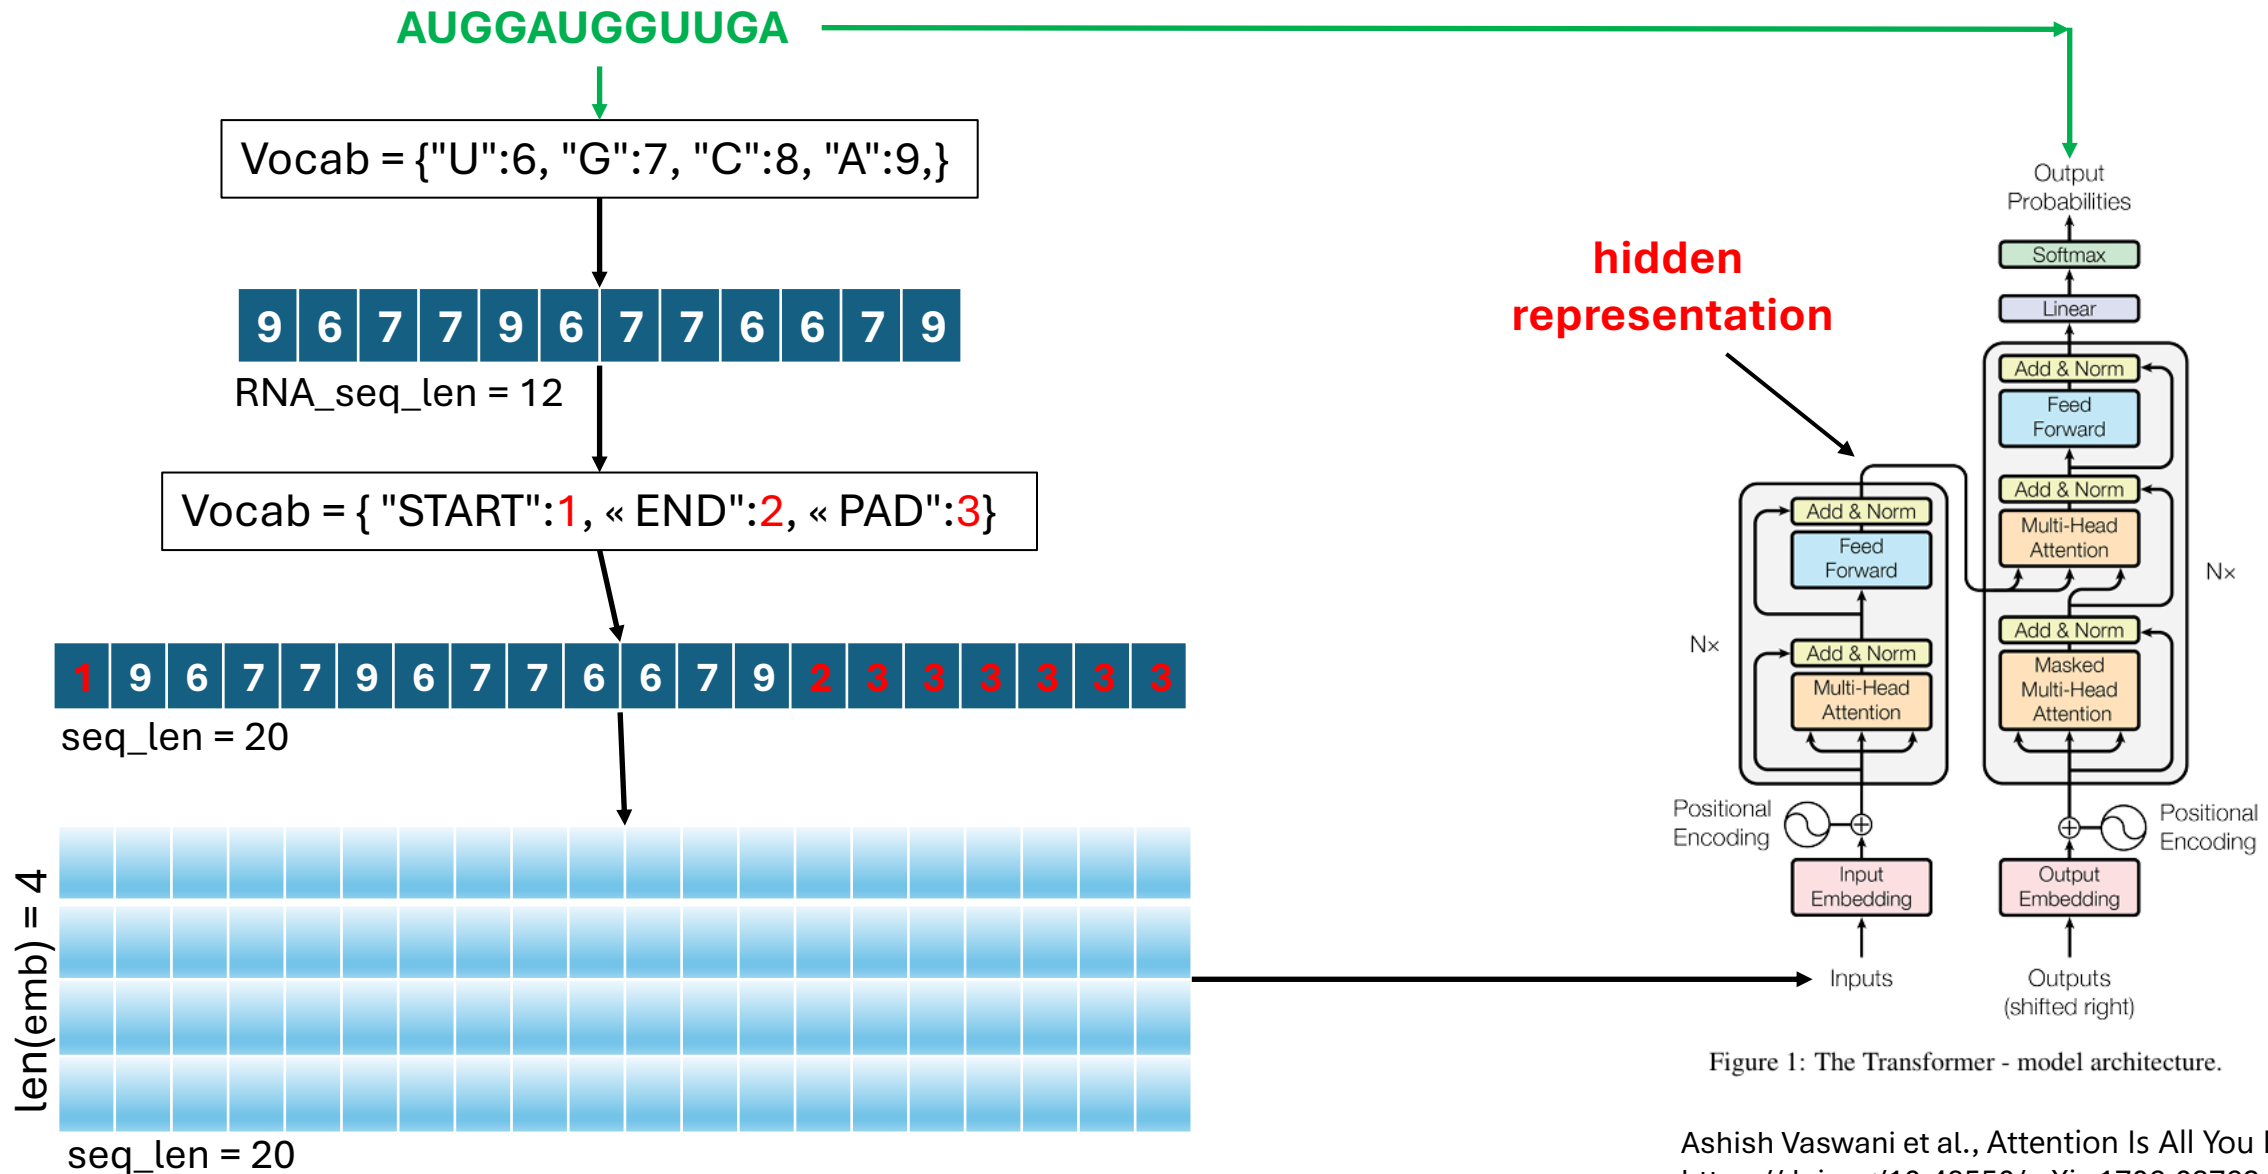 AUGGAUGGUUGA
Vocab = {"U":6, "G":7, "C":8, "A":9,}
9 6 7 7 9 6 7 7 6 6 7 9
RNA_seq_len = 12
Vocab = { "START":1, « END":2, « PAD":3}
1 9 6 7 7 9 6 7 7 6 6 7 9 2 3 3 3 3 3 3
seq_len = 20
len(emb) = 4
seq_len = 20
hidden
representation
Output
Probabilities
Softmax
Linear
Add & Norm
Feed
Forward
Add & Norm
Multi-Head
Attention
Add & Norm
Masked
Multi-Head
Attention
Nx
Positional
Encoding
Output
Embedding
Outputs
(shifted right)
Add & Norm
Feed
Forward
Add & Norm
Multi-Head
Attention
Nx
Positional
Encoding
Input
Embedding
Inputs
Figure 1: The Transformer - model architecture.
Ashish Vaswani et al., Attention Is All You